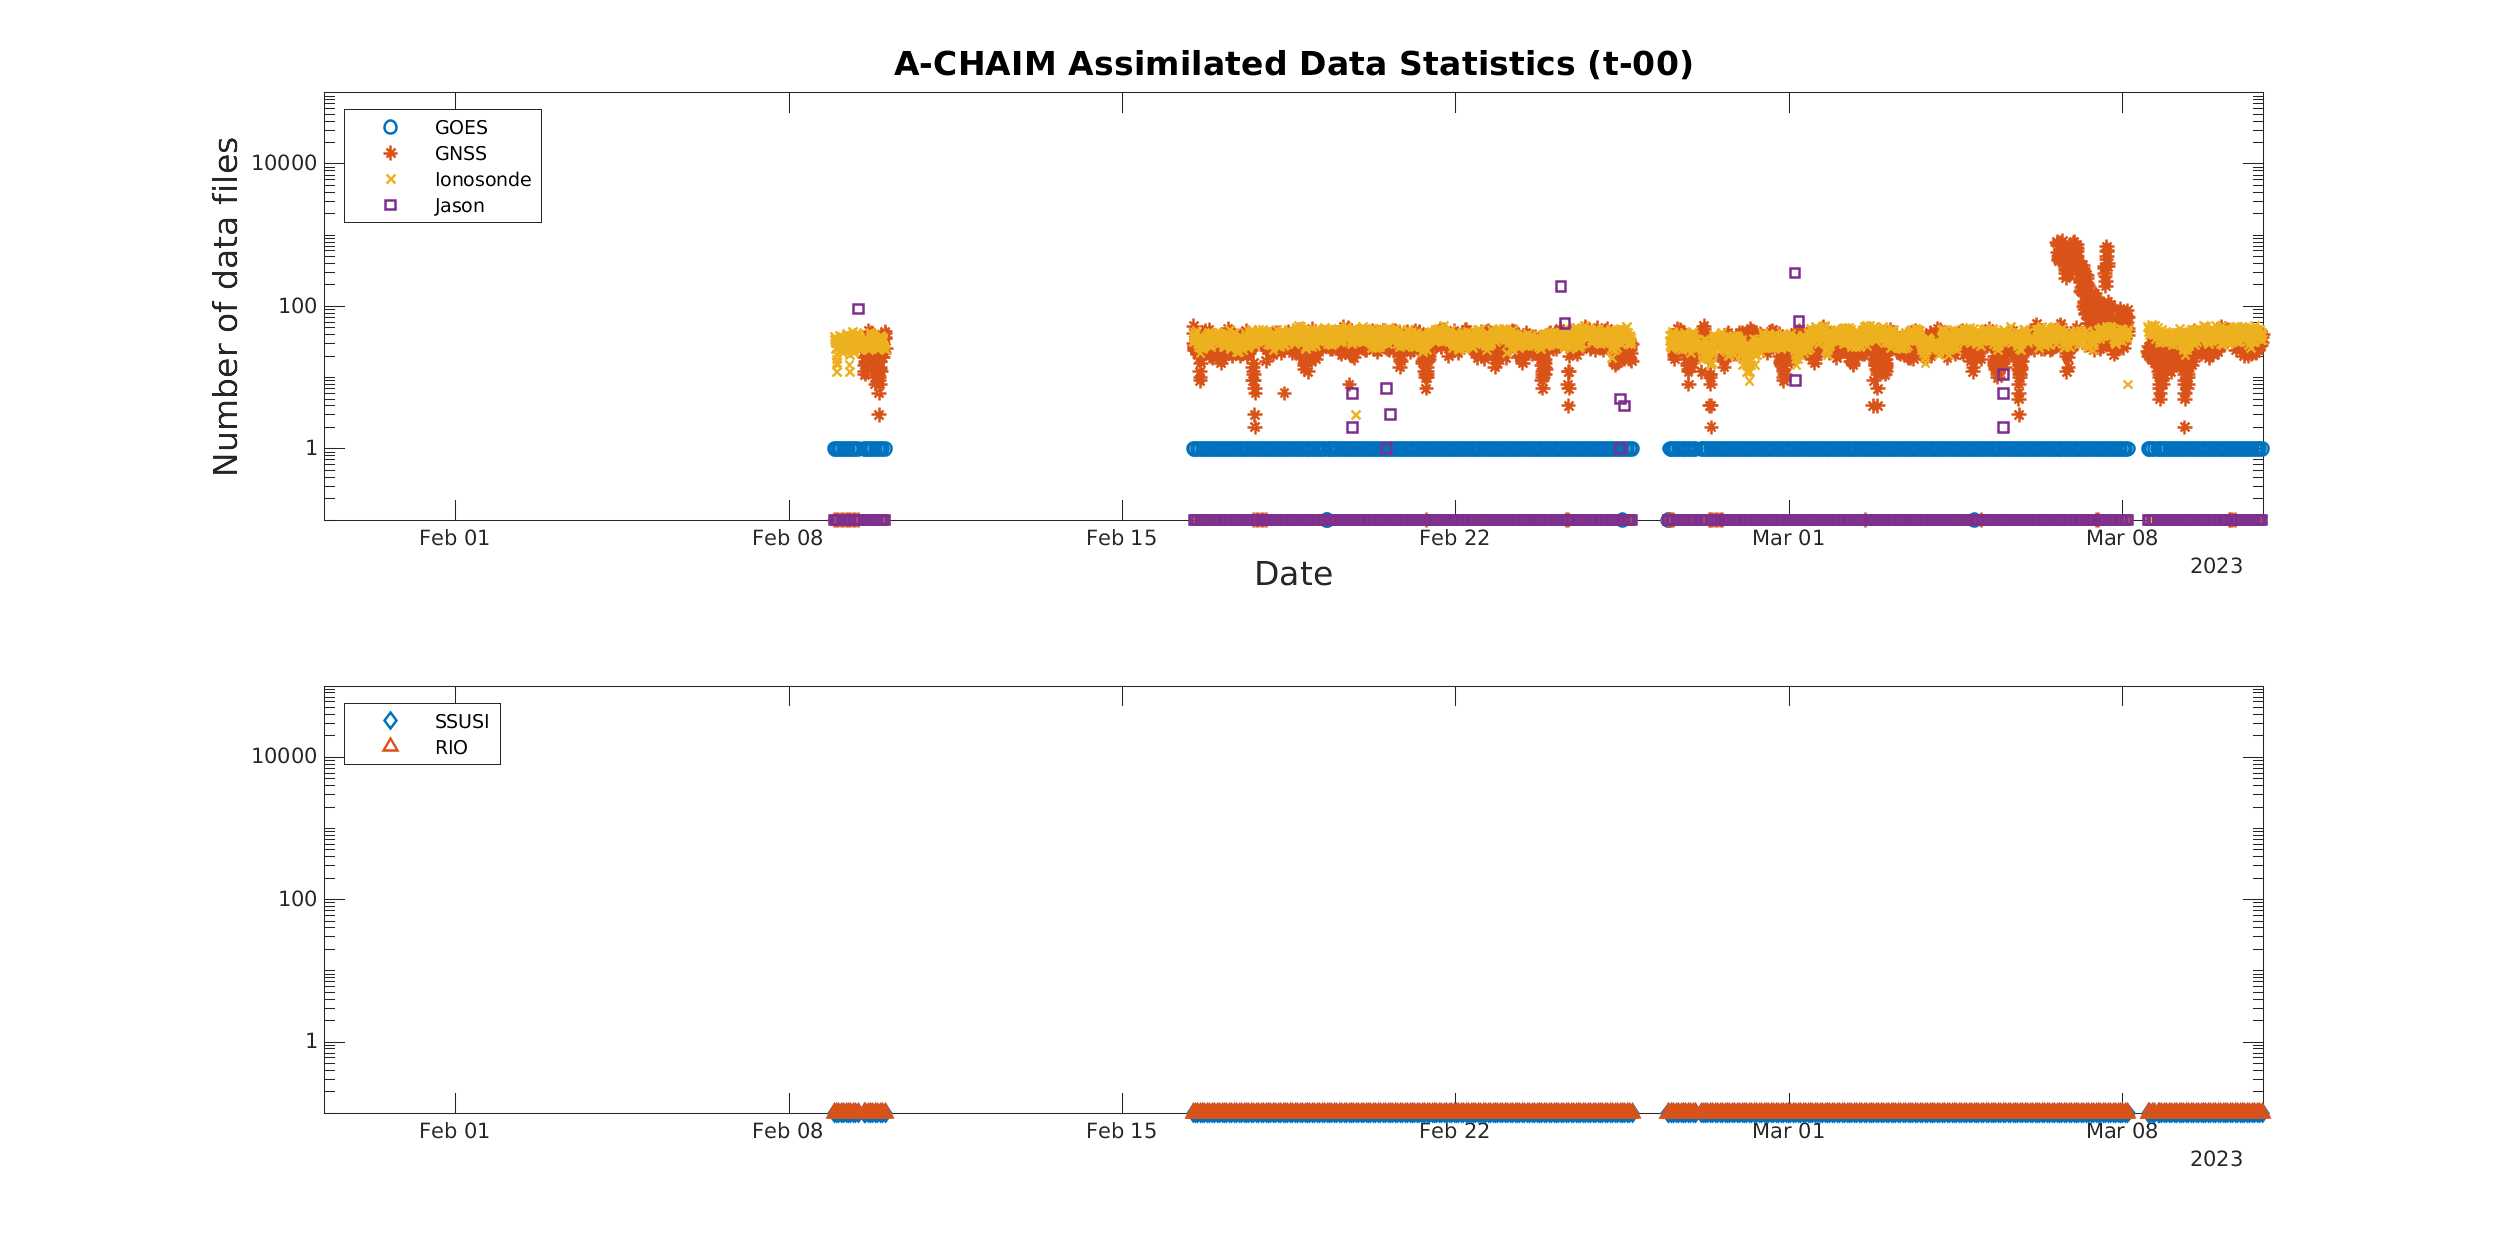 A-CHAIM Assimilated Data Statistics (t-00)
Number of data files
10000
100
1
GOES
GNSS
Ionosonde
Jason
Feb 01 Feb 08 Feb 15 Feb 22 Mar 01 Mar 08
2023
Date
10000
100
1
SSUSI
RIO
Feb 01 Feb 08 Feb 15 Feb 22 Mar 01 Mar 08
2023